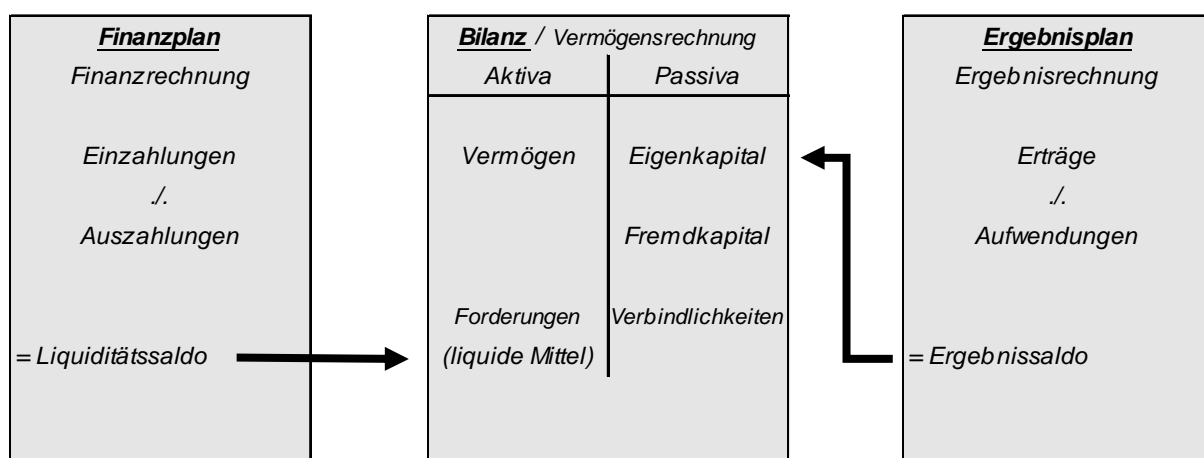 Finanzplan
Finanzrechnung
Einzahlungen
./.
Auszahlungen
= Liquiditätssaldo
Bilanz / Vermögensrechnung
Aktiva Passiva
Vermögen Eigenkapital
Fremdkapital
Forderungen Verbindlichkeiten
(liquide Mittel)
Ergebnisplan
Ergebnisrechnung
Erträge
./.
Aufwendungen
= Ergebnissaldo